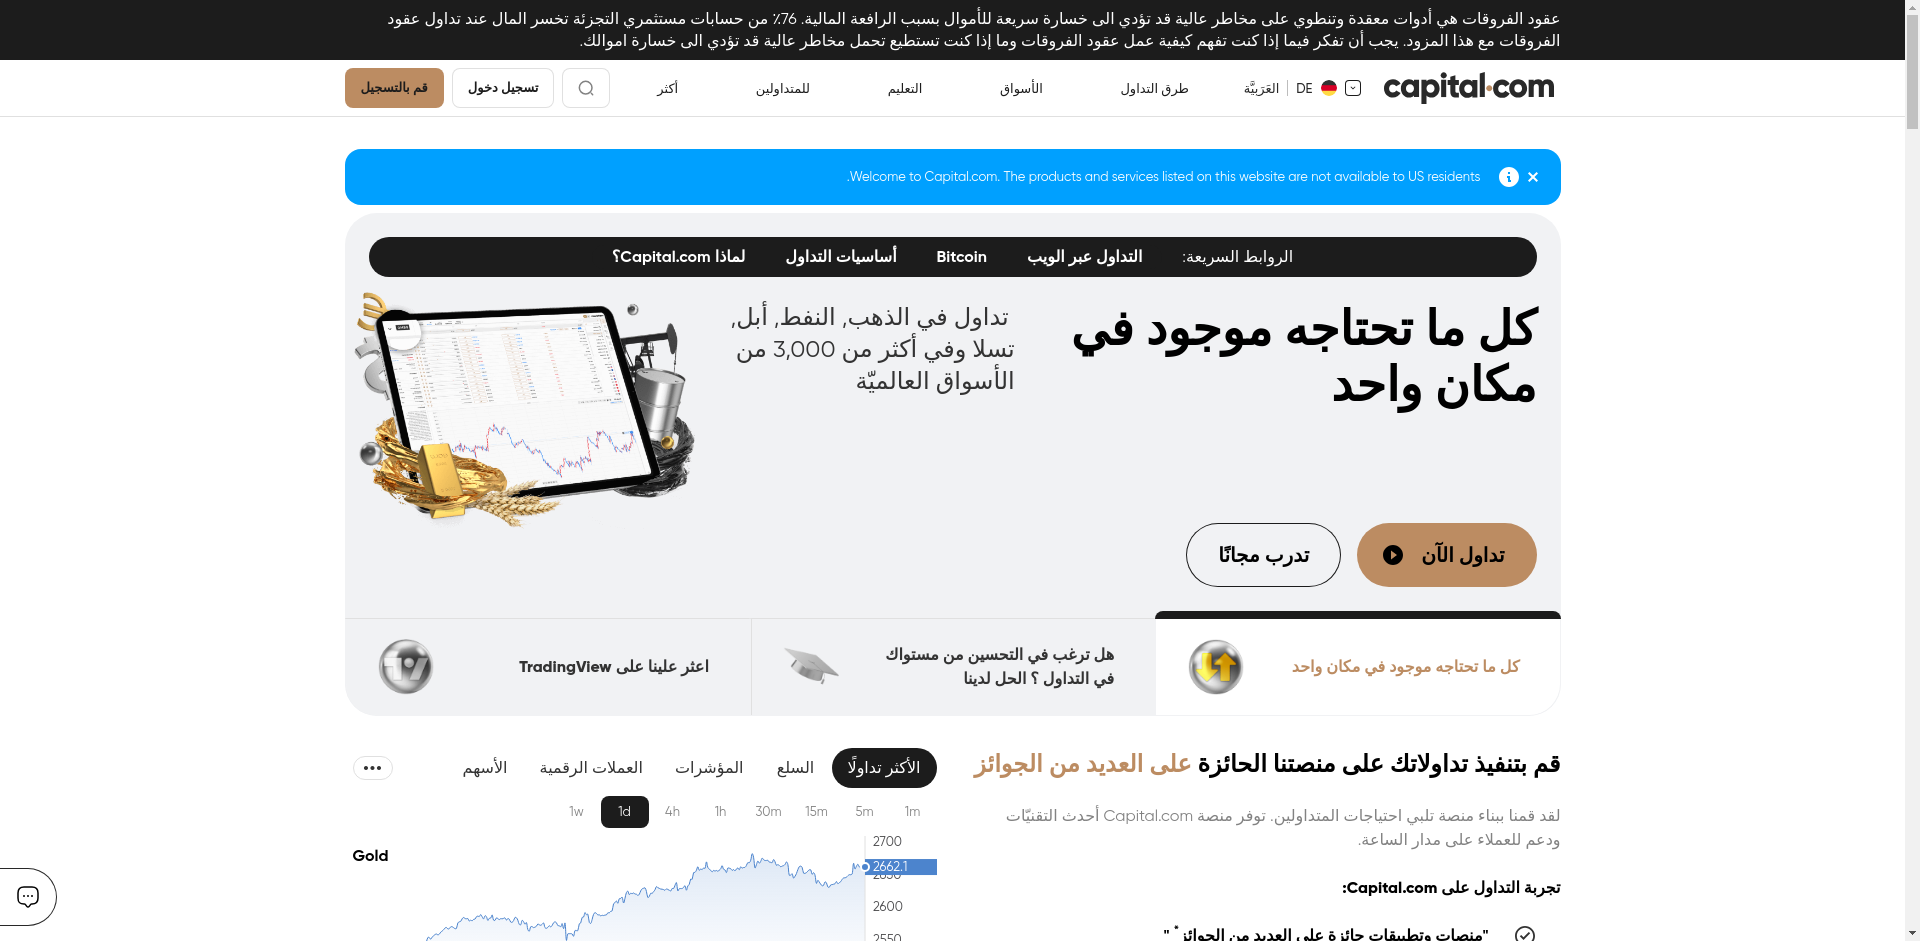 عقود الفروقات هي أدوات معقدة وتنطوي على مخاطر عالية قد تؤدي الى خسارة سريعة للأموال بسبب الرافعة المالية. 76٪ من حسابات مستثمري التجزئة تخسر المال عند تداول عقود
الفروقات مع هذا المزود. يجب أن تفكر فيما إذا كنت تفهم كيفية عمل عقود الفروقات وما إذا كنت تستطيع تحمل مخاطر عالية قد تؤدي الى خسارة اموالك.
capital.com
DE
العَرَبيَّة
طرق التداول
الأسواق
التعليم
للمتداولين
أكثر
تسجيل دخول
قم بالتسجيل
Welcome to Capital.com. The products and services listed on this website are not available to US residents.
الروابط السريعة:
التداول عبر الويب
Bitcoin
أساسيات التداول
لماذا Capital.com؟
كل ما تحتاجه موجود في
مكان واحد
تداول في الذهب, النفط, أبل,
تسلا وفي أكثر من 3,000 من
الأسواق العالميّة
تداول الآن
تدرب مجانًا
كل ما تحتاجه موجود في مكان واحد
هل ترغب في التحسين من مستواك
في التداول ؟ الحل لدينا
اعثر علينا على TradingView
قم بتنفيذ تداولاتك على منصتنا الحائزة على العديد من الجوائز
لقد قمنا ببناء منصة تلبي احتياجات المتداولين. توفر منصة Capital.com أحدث التقنيّات
ودعم للعملاء على مدار الساعة.
تجربة التداول على Capital.com:
"منصات وتطبيقات حائزة على العديد من الجوائز* "
الأكثر تداولًا
السلع
المؤشرات
العملات الرقمية
الأسهم
1m
5m
15m
30m
1h
4h
1d
1w
Gold
2700
2662.1
2650
2600
2550